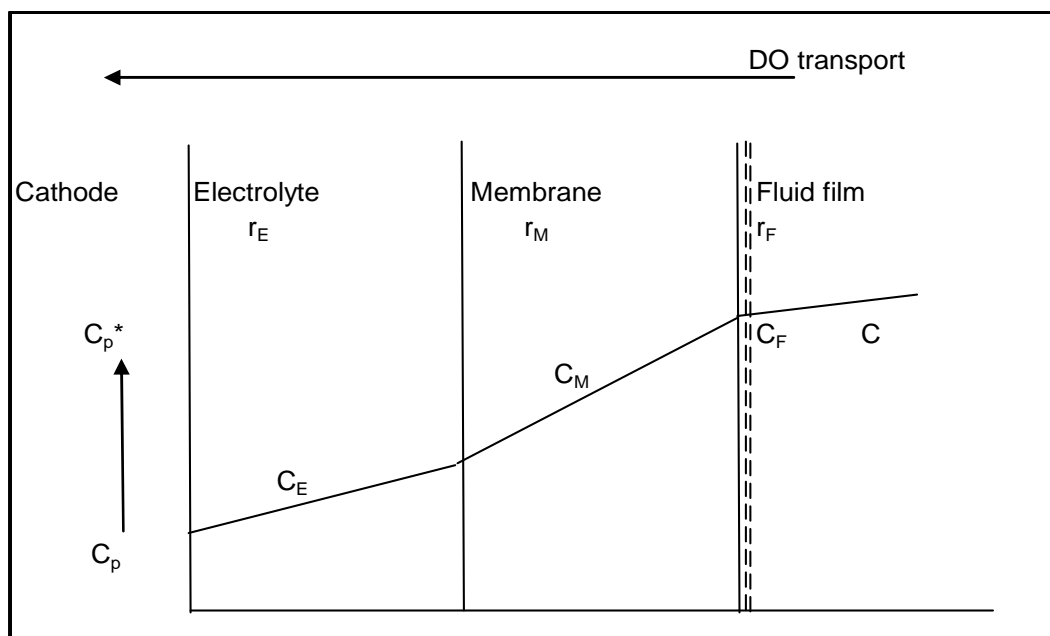 DO transport
Cathode Electrolyte Membrane Fluid film
r_E r_M r_F
C_p* C_F C
C_M
C_E
C_p